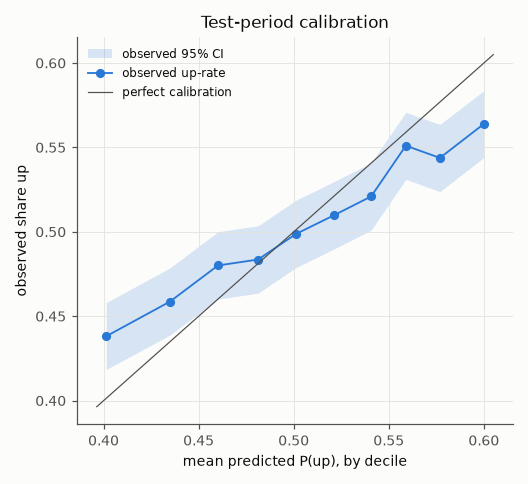 Test-period calibration
observed 95% CI
observed up-rate
perfect calibration
0.60
0.55
0.50
0.45
0.40
observed share up
0.40 0.45 0.50 0.55 0.60
mean predicted P(up), by decile